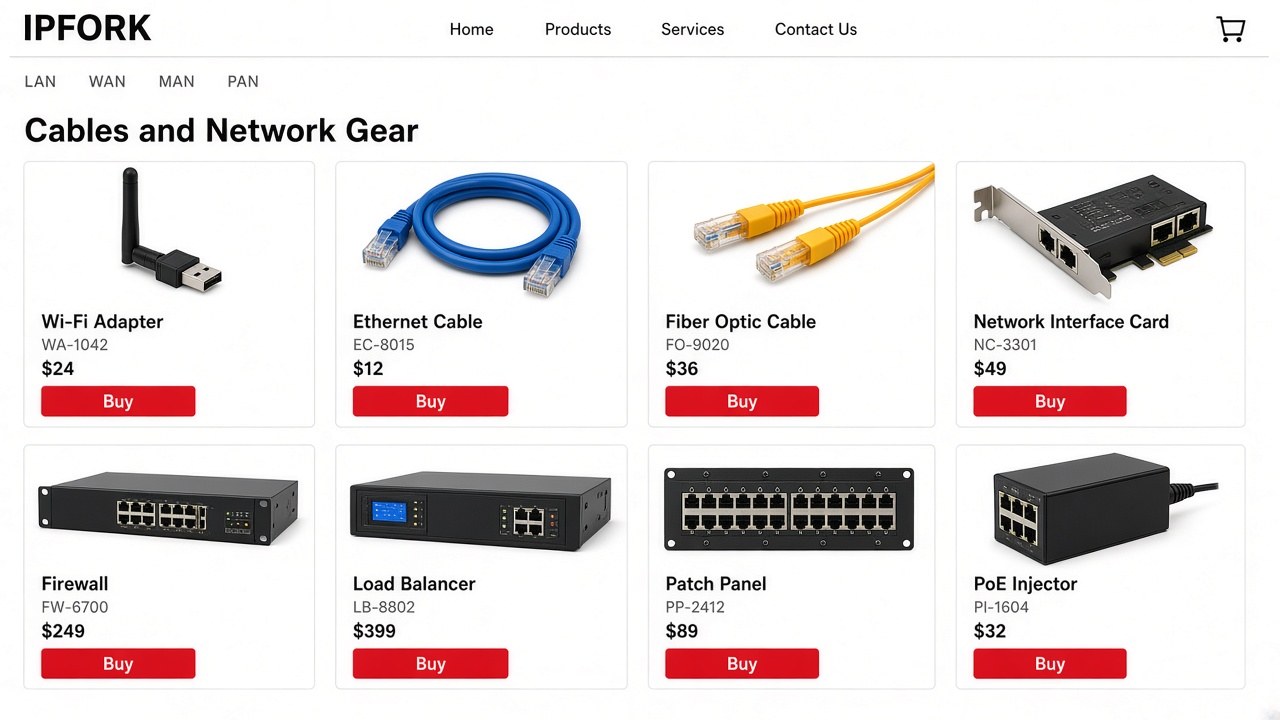 IPFORK
Home Products Services Contact Us
LAN WAN MAN PAN
Cables and Network Gear
Wi-Fi Adapter
WA-1042
$24
Buy
Ethernet Cable
EC-8015
$12
Buy
Fiber Optic Cable
FO-9020
$36
Buy
Network Interface Card
NC-3301
$49
Buy
Firewall
FW-6700
$249
Buy
Load Balancer
LB-8802
$399
Buy
Patch Panel
PP-2412
$89
Buy
PoE Injector
PI-1604
$32
Buy